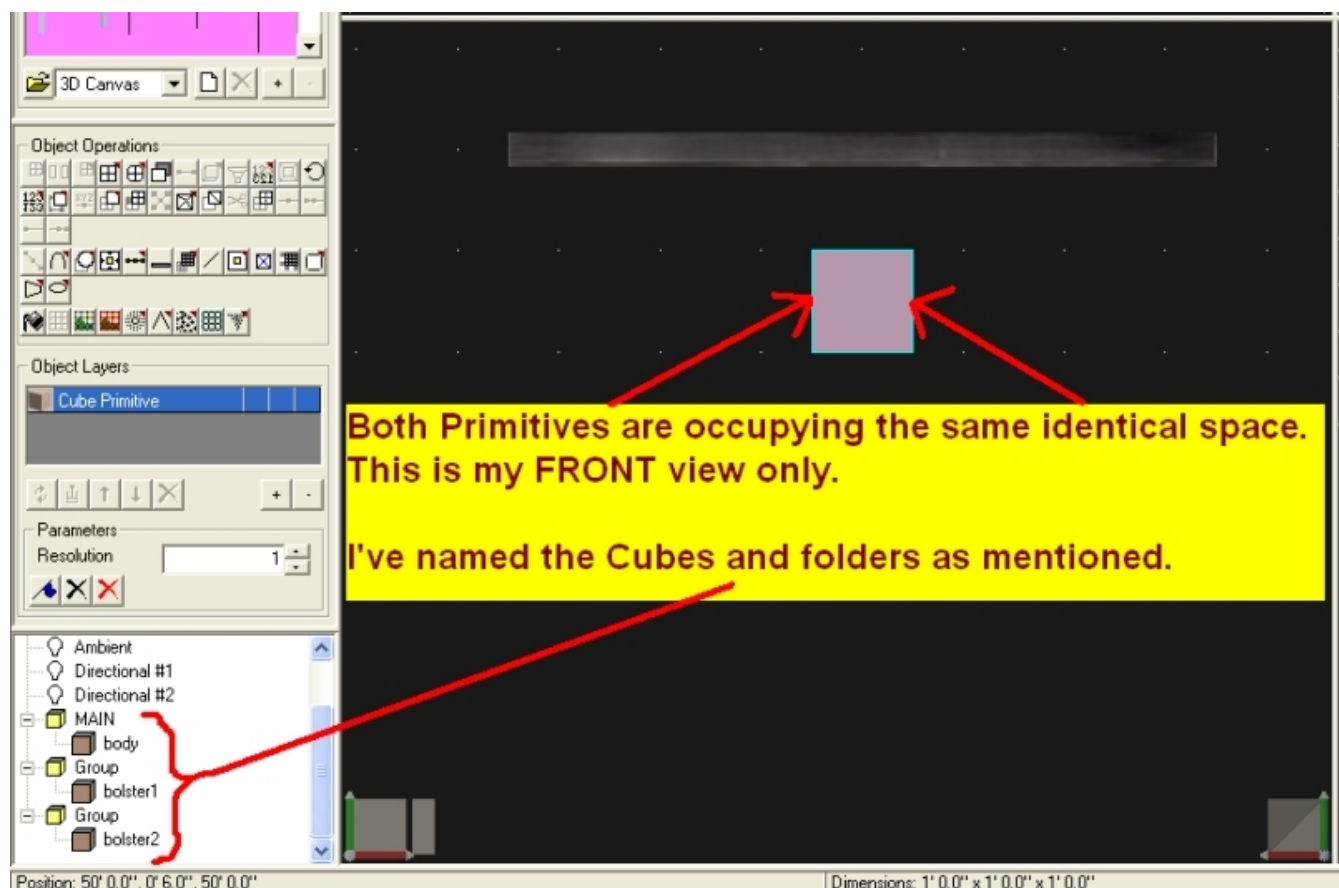 3D Canvas
Object Operations
Object Layers
Cube Primitive
Both Primitives are occupying the same identical space.
This is my FRONT view only.
I've named the Cubes and folders as mentioned.
Parameters
Resolution 1
Ambient
Directional #1
Directional #2
MAIN
body
Group
bolster1
Group
bolster2
Position: 50' 0.0", 0' 6.0", 50' 0.0"
Dimensions: 1' 0.0" x 1' 0.0" x 1' 0.0"